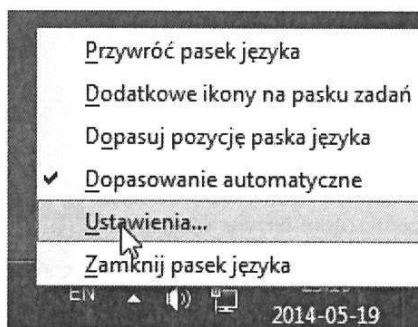 Przywróć pasek języka
Dodatkowe ikony na pasku zadań
Dopasuj pozycję paska języka
Dopasowanie automatyczne
Ustawienia...
Zamknij pasek języka
EN
2014-05-19